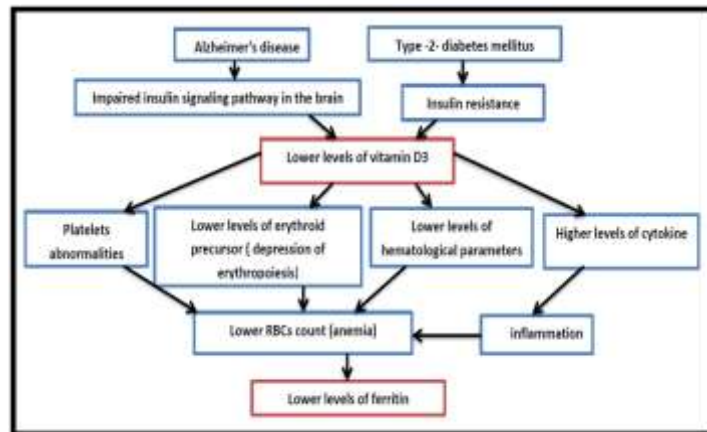 Alzheimer's disease
Type -2- diabetes mellitus
Impaired insulin signaling pathway in the brain
Insulin resistance
Lower levels of vitamin D3
Platelets
abnormalities
Lower levels of erythroid
precursor ( depression of
erythropoiesis)
Lower levels of
hematological parameters
Higher levels of cytokine
Lower RBCs count (anemia)
inflammation
Lower levels of ferritin